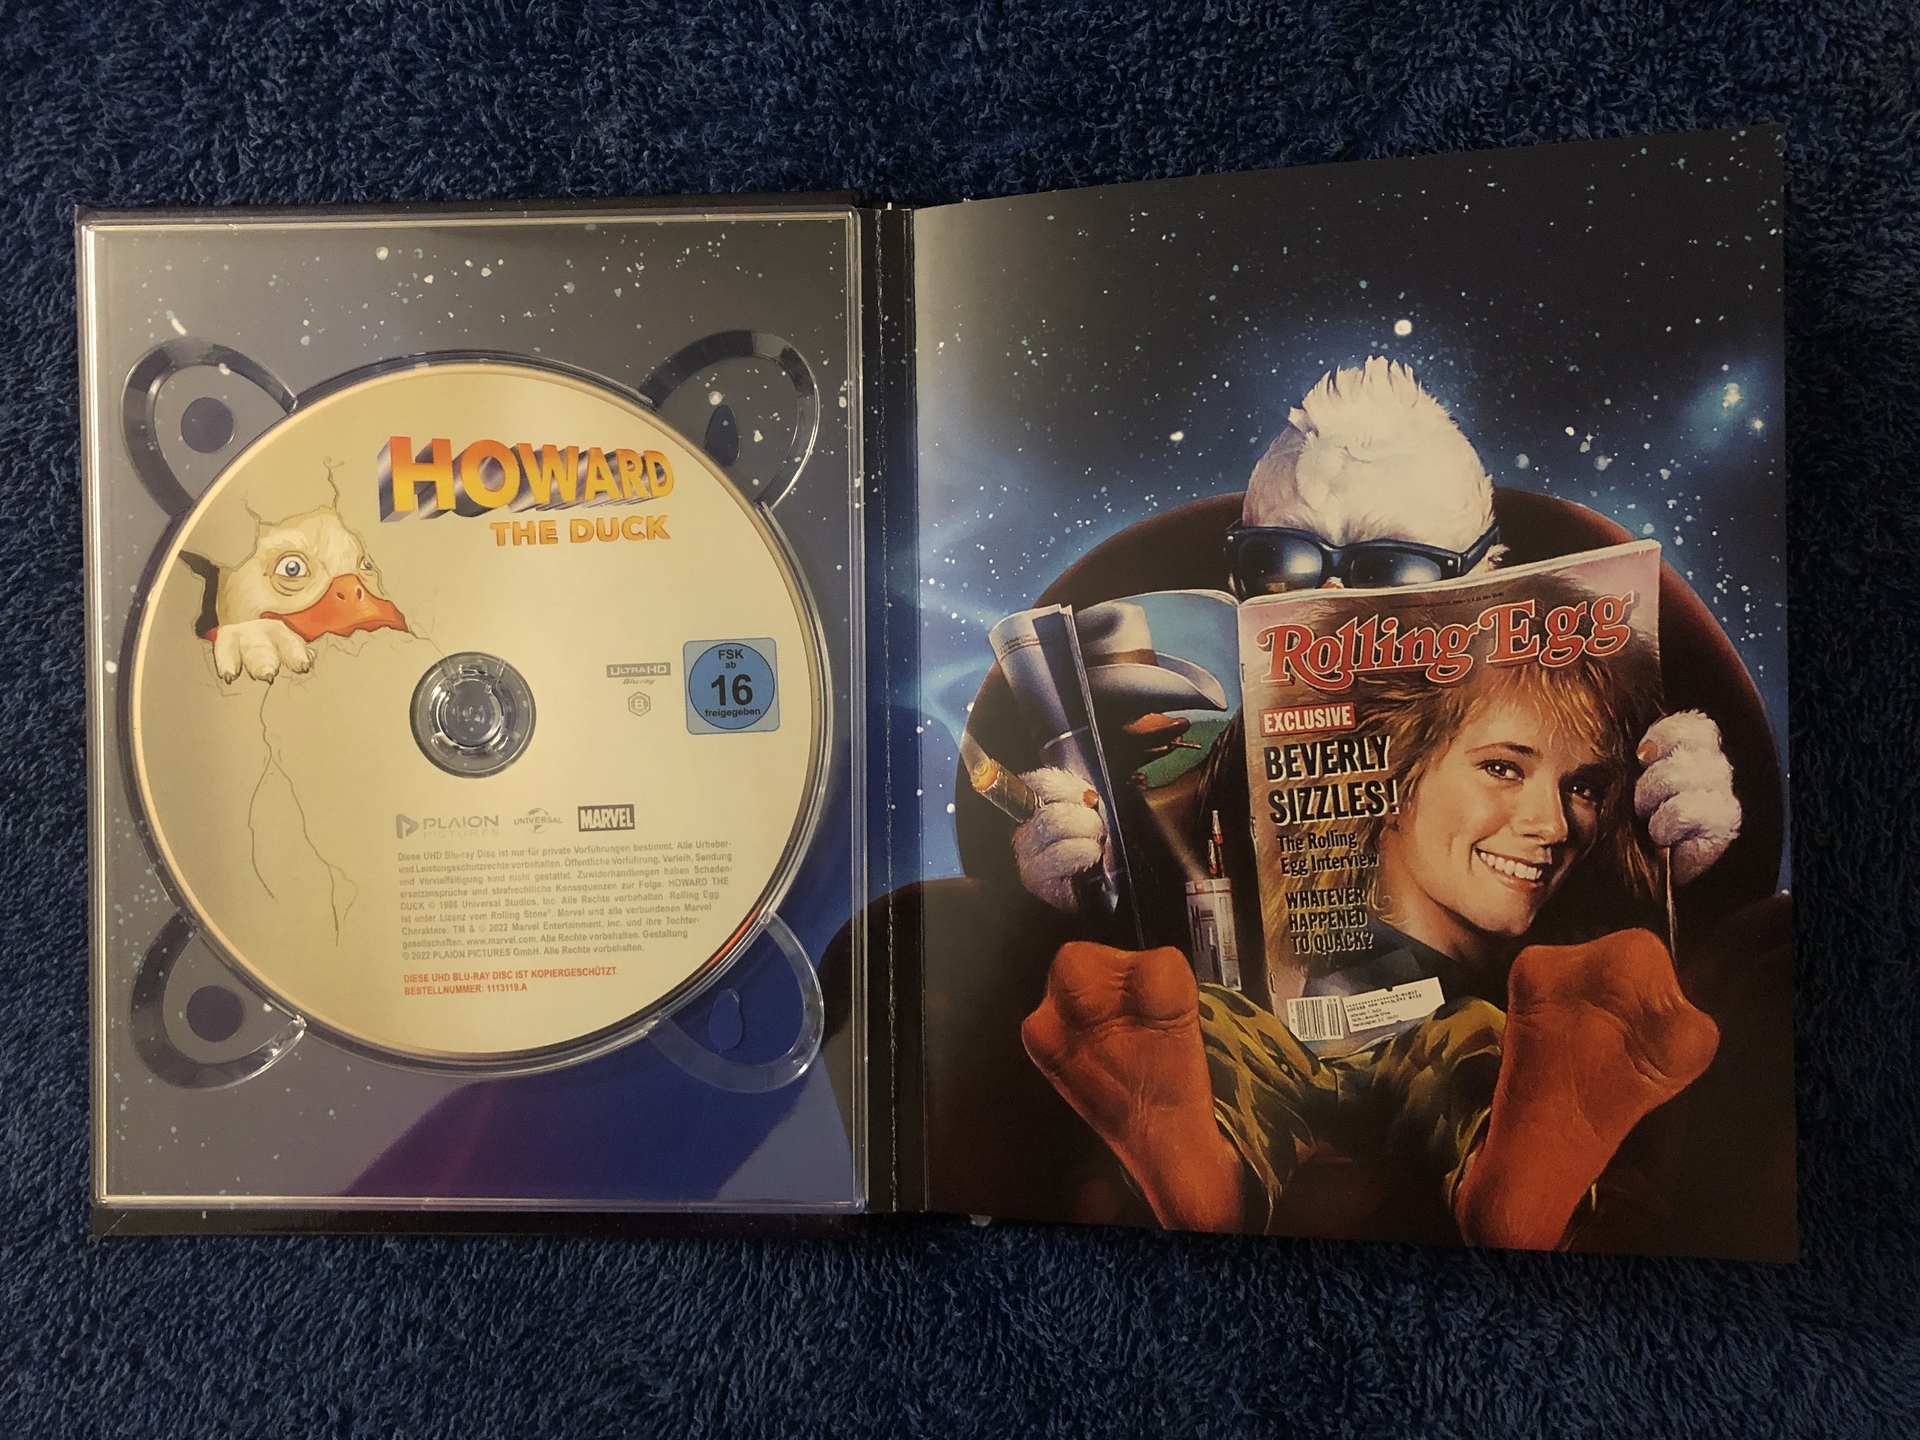 HOWARD
THE DUCK
ULTRA HD
Blu-ray
B
FSK
ab
16
freigegeben
PLAION
PICTURES
UNIVERSAL
MARVEL
Diese UHD Blu-ray Disc ist nur für private Vorführungen bestimmt. Alle Urheber-
und Leistungsschutzrechte vorbehalten. Öffentliche Vorführung, Verleih, Sendung
und Vervielfältigung sind nicht gestattet. Zuwiderhandlungen haben Schaden-
ersatzansprüche und strafrechtliche Konsequenzen zur Folge. HOWARD THE
DUCK © 1986 Universal Studios, Inc. Alle Rechte vorbehalten. Rolling Egg
ist unter Lizenz vom Rolling Stone®. Marvel und alle verbundenen Marvel
Charaktere: TM & © 2022 Marvel Entertainment, Inc. und ihre Tochter-
gesellschaften. www.marvel.com. Alle Rechte vorbehalten. Gestaltung
© 2022 PLAION PICTURES GmbH. Alle Rechte vorbehalten.
DIESE UHD BLU-RAY DISC IST KOPIERGESCHÜTZT.
BESTELLNUMMER: 1113119.A
Rolling Egg
EXCLUSIVE
BEVERLY
SIZZLES!
The Rolling
Egg Interview
WHATEVER
HAPPENED
TO QUACK?